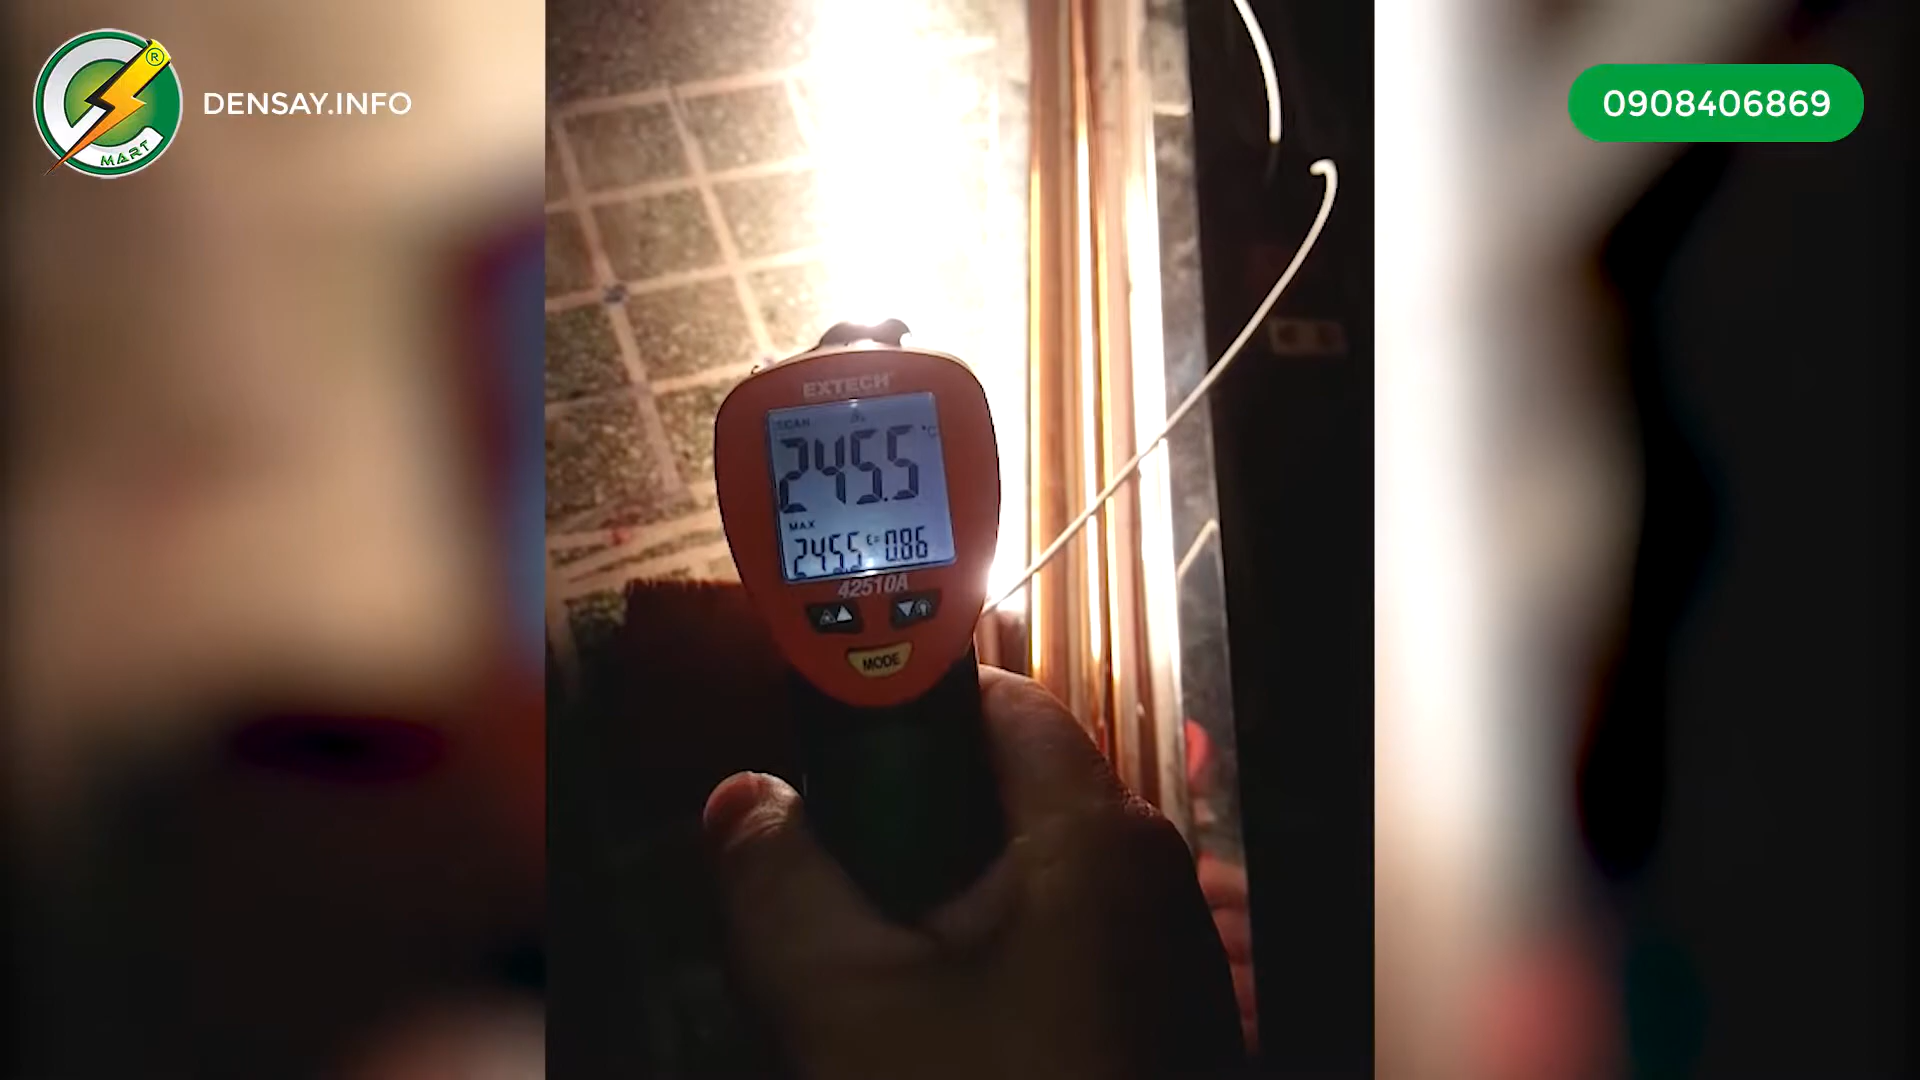 ®
MART
DENSAY.INFO
0908406869
EXTECH
SCAN
°C
245.5
MAX
245.5 ε= 0.86
42510A
MODE